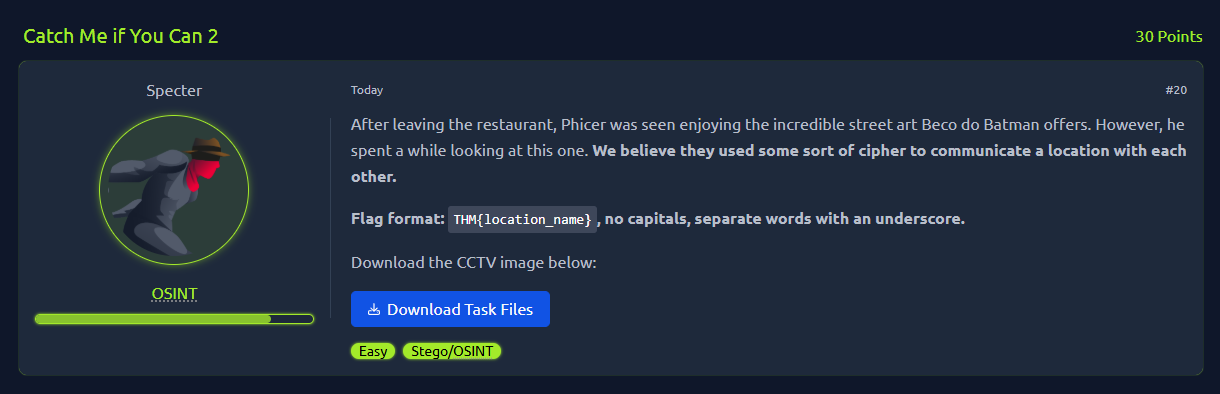 Catch Me if You Can 2
30 Points
Specter
Today
#20
After leaving the restaurant, Phicer was seen enjoying the incredible street art Beco do Batman offers. However, he
spent a while looking at this one. We believe they used some sort of cipher to communicate a location with each
other.
Flag format: THM{location_name}, no capitals, separate words with an underscore.
Download the CCTV image below:
OSINT
Download Task Files
Easy
Stego/OSINT